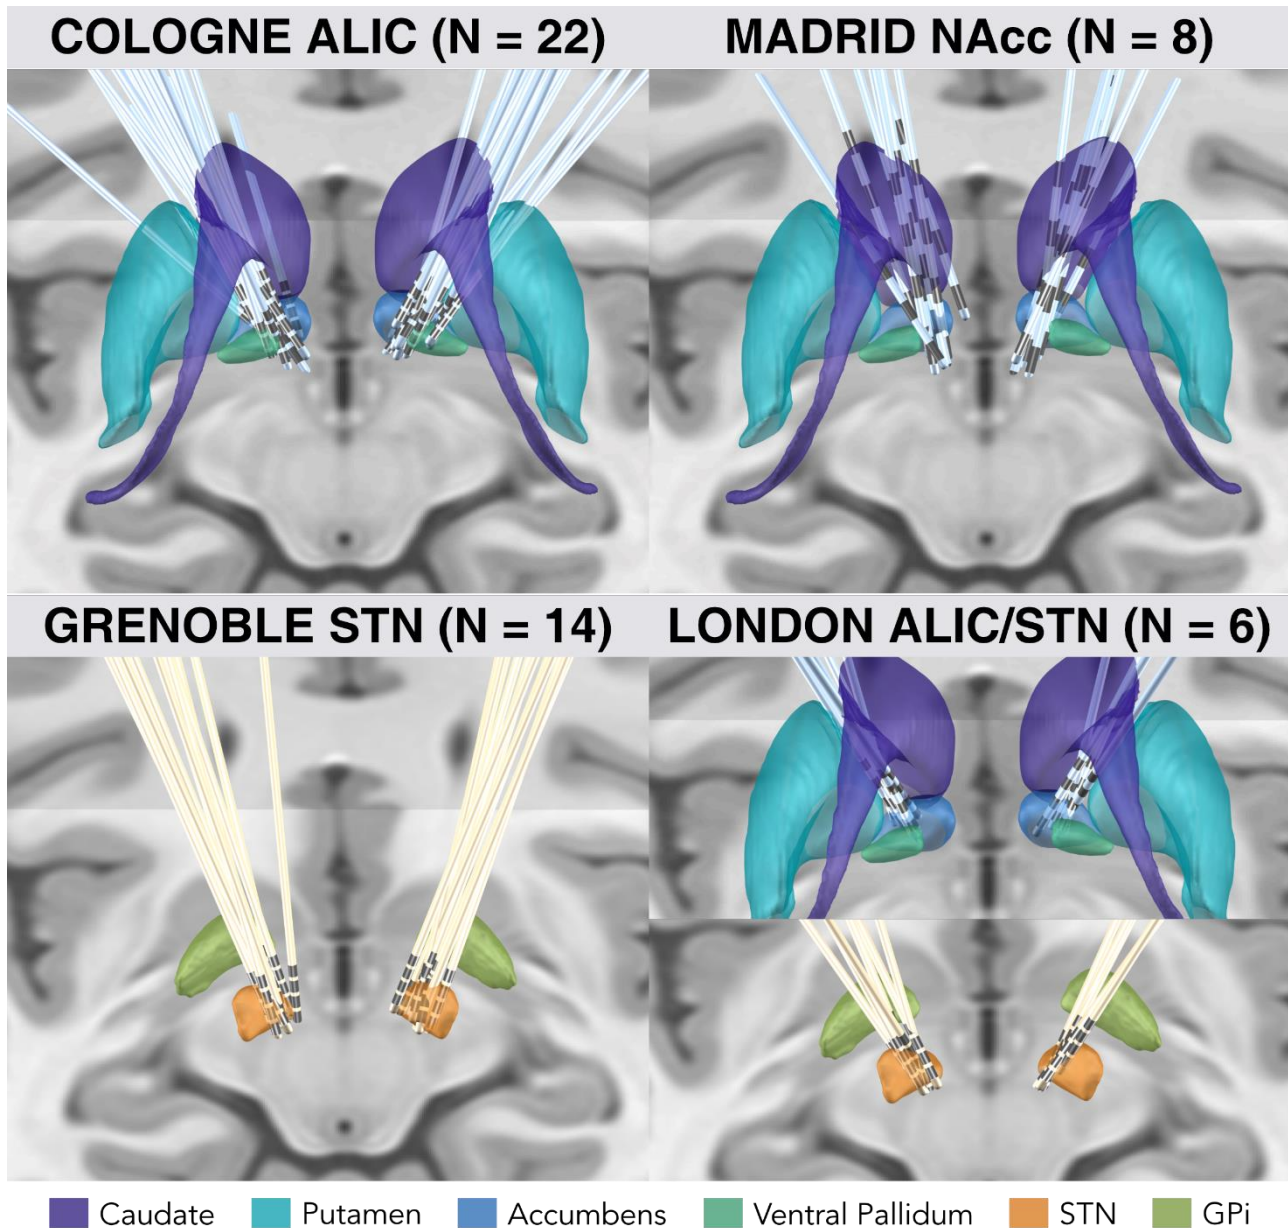 COLOGNE ALIC (N = 22)
MADRID NAcc (N = 8)
GRENOBLE STN (N = 14)
LONDON ALIC/STN (N = 6)
Caudate Putamen Accumbens Ventral Pallidum STN GPi